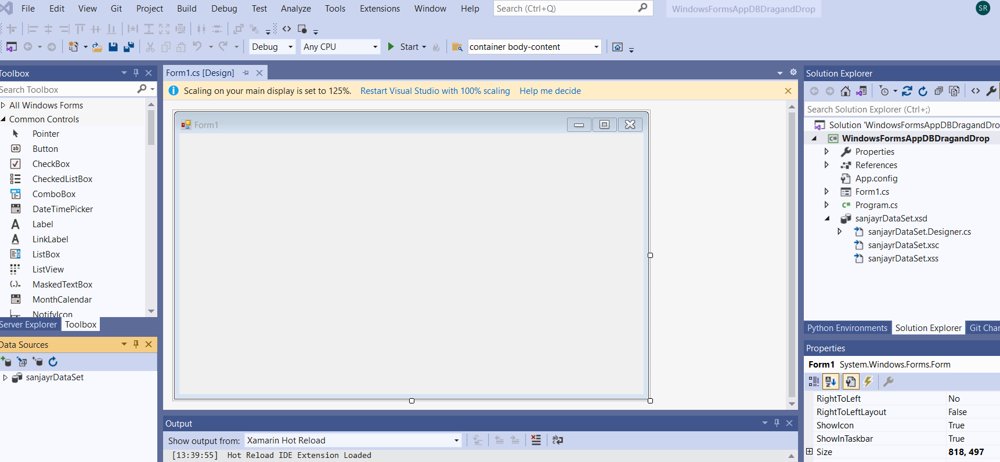 File Edit View Git Project Build Debug Test Analyze Tools Extensions Window Help Search (Ctrl+Q) WindowsFormsAppDBDragandDrop SR
Debug Any CPU Start container body-content
Toolbox
Search Toolbox
All Windows Forms
Common Controls
Pointer
Button
CheckBox
CheckedListBox
ComboBox
DateTimePicker
Label
LinkLabel
ListBox
ListView
MaskedTextBox
MonthCalendar
NotifyIcon
Server Explorer Toolbox
Data Sources
sanjayrDataSet
Form1.cs [Design]
Scaling on your main display is set to 125%. Restart Visual Studio with 100% scaling Help me decide
Form1
Output
Show output from: Xamarin Hot Reload
[13:39:55] Hot Reload IDE Extension Loaded
Solution Explorer
Search Solution Explorer (Ctrl+;)
Solution 'WindowsFormsAppDBDragandDro
WindowsFormsAppDBDragandDrop
Properties
References
App.config
Form1.cs
Program.cs
sanjayrDataSet.xsd
sanjayrDataSet.Designer.cs
sanjayrDataSet.xsc
sanjayrDataSet.xss
Python Environments Solution Explorer Git Char
Properties
Form1 System.Windows.Forms.Form
RightToLeft No
RightToLeftLayout False
ShowIcon True
ShowInTaskbar True
Size 818, 497